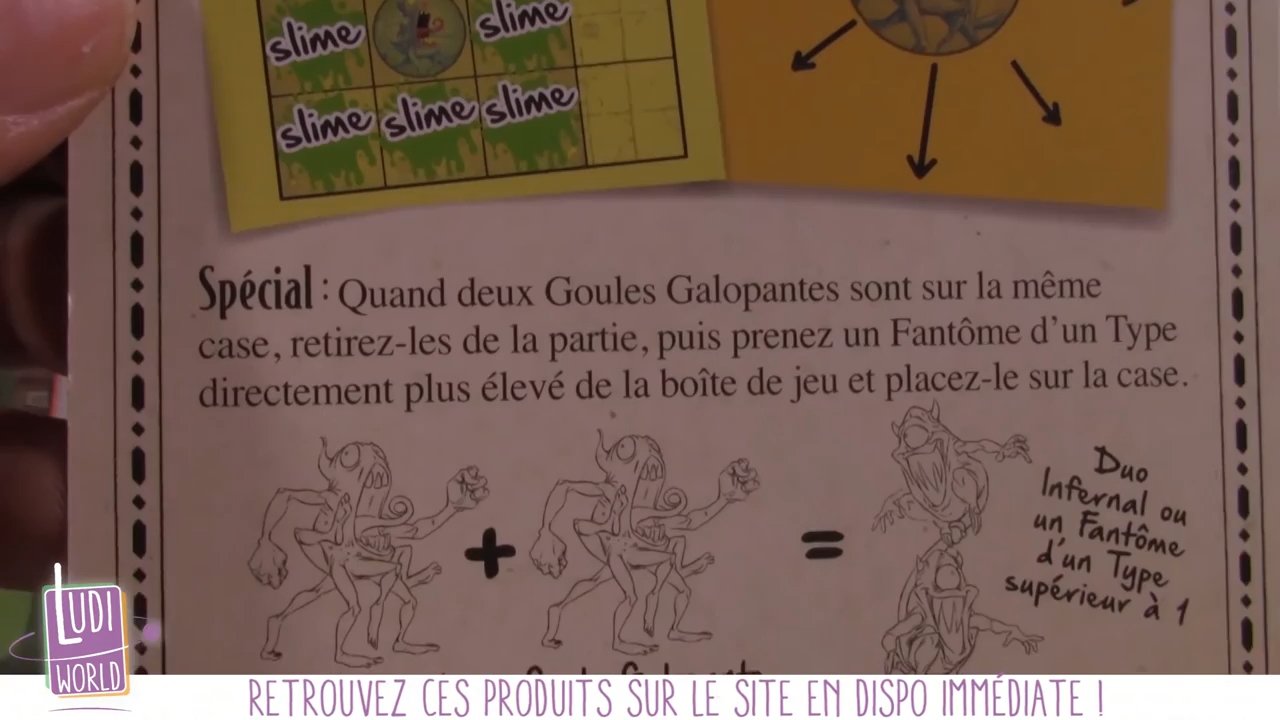 slime
slime
slime slime slime
Spécial : Quand deux Goules Galopantes sont sur la même
case, retirez-les de la partie, puis prenez un Fantôme d'un Type
directement plus élevé de la boîte de jeu et placez-le sur la case.
+
=
Duo
Infernal ou
un Fantôme
d'un Type
supérieur à 1
LUDI
WORLD
RETROUVEZ CES PRODUITS SUR LE SITE EN DISPO IMMÉDIATE !